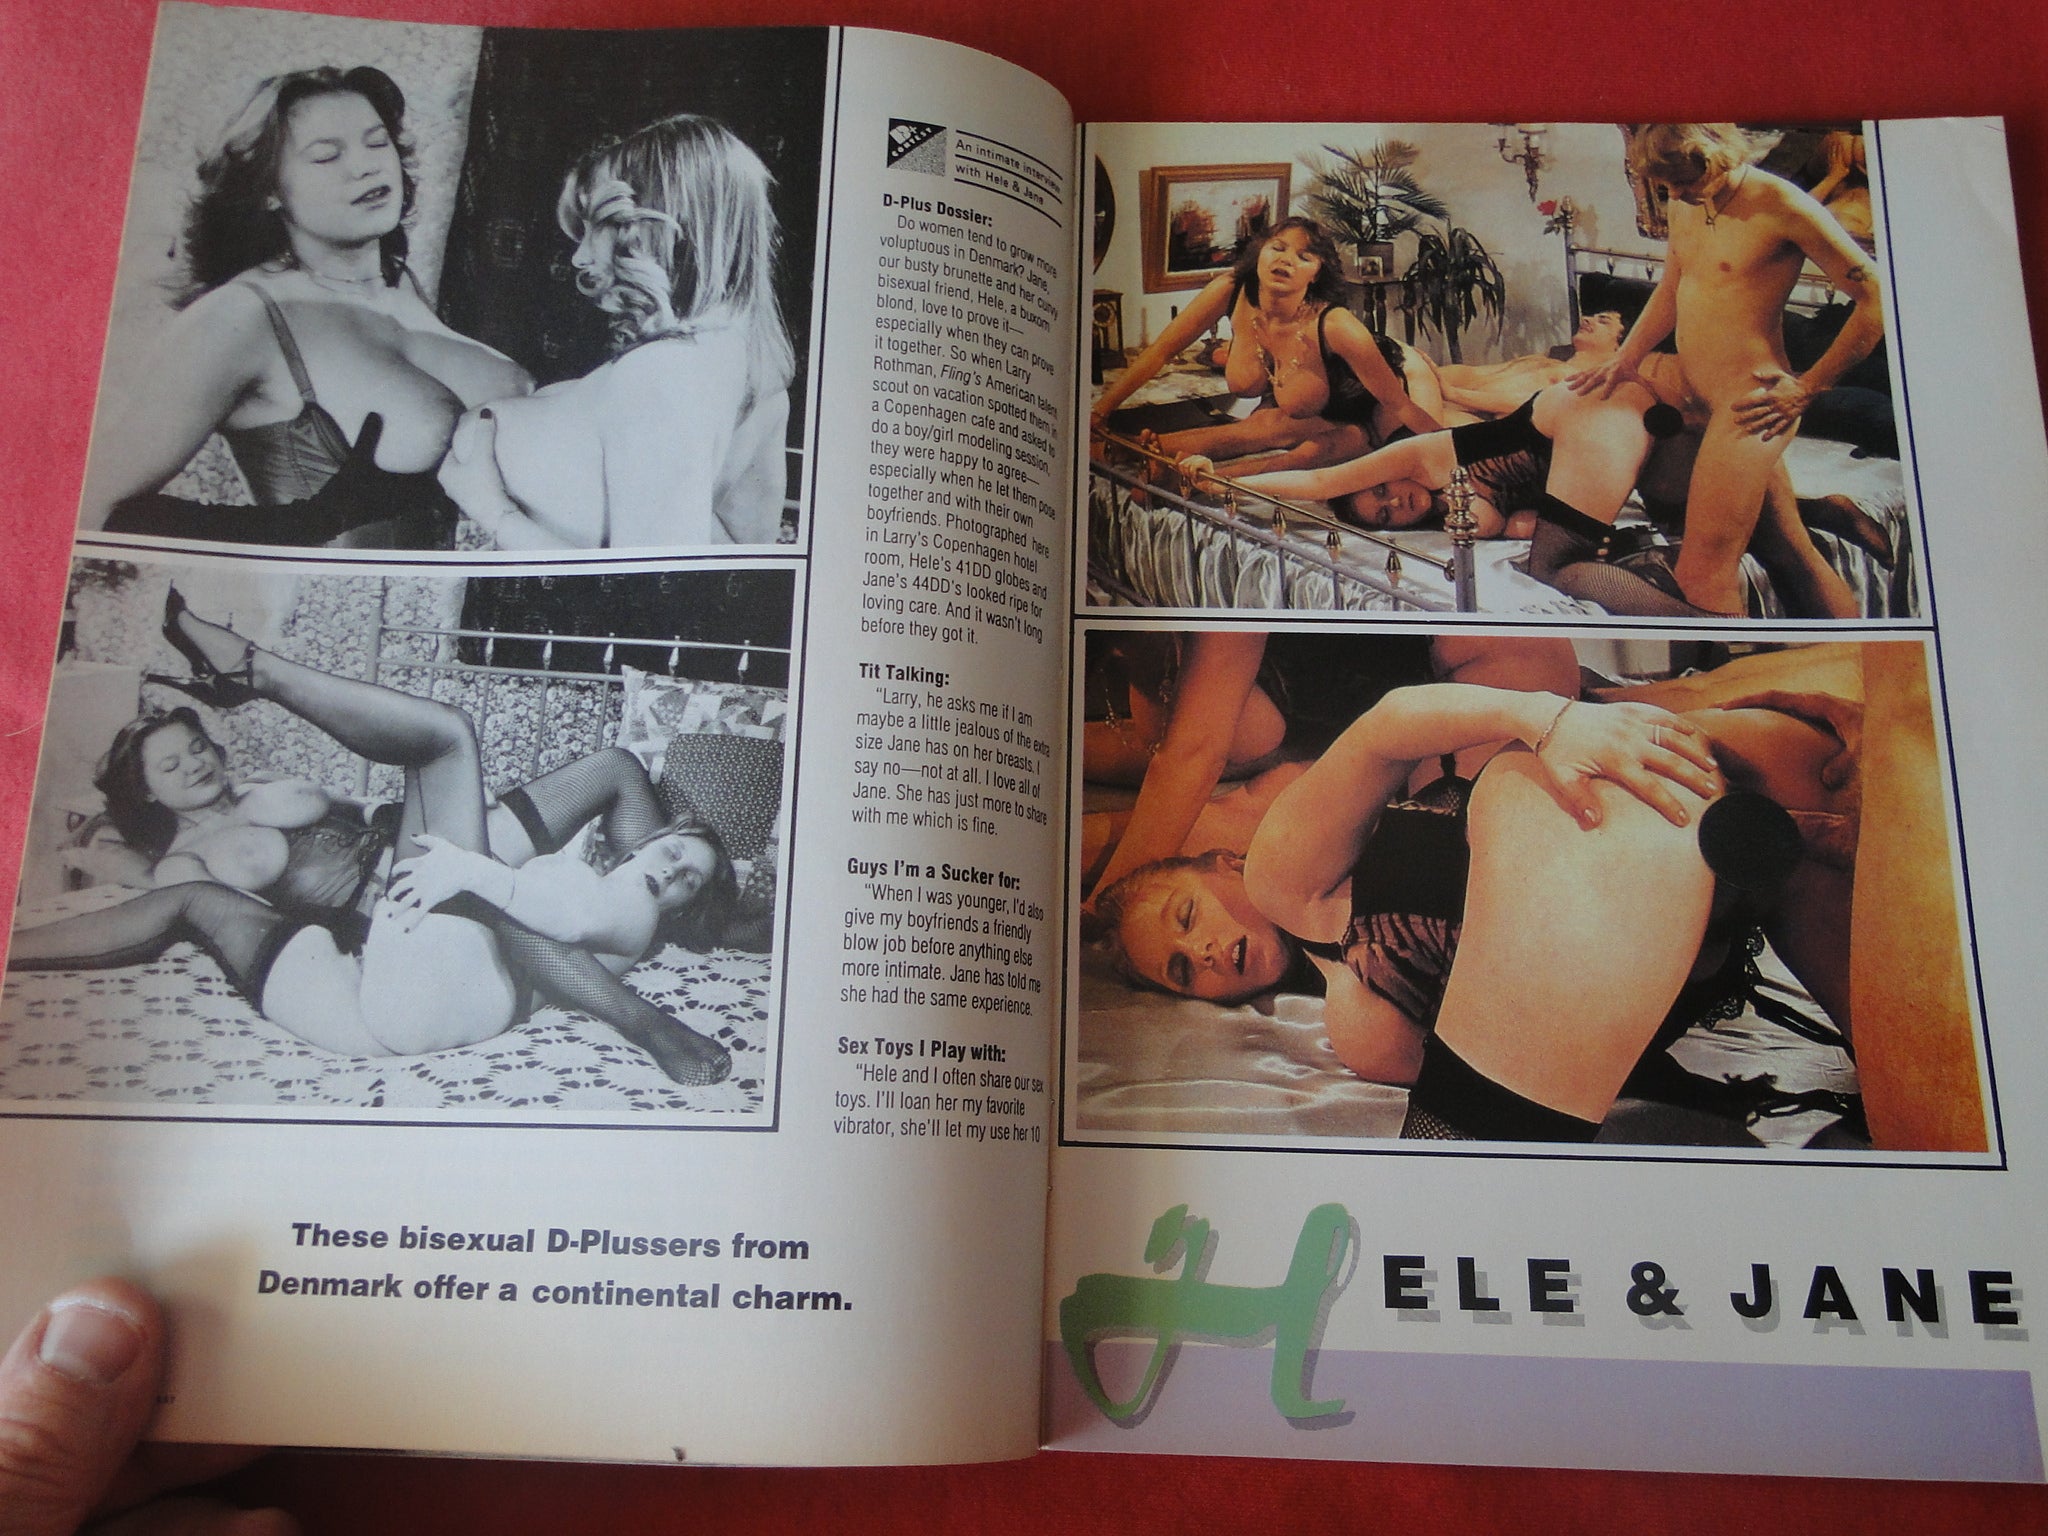 D+
CONTEST
An intimate interview
with Hele & Jane
D-Plus Dossier:
Do women tend to grow more
voluptuous in Denmark? Jane,
our busty brunette and her curvy
bisexual friend, Hele, a buxom
blond, love to prove it—
especially when they can prove
it together. So when Larry
Rothman, Fling's American talent
scout on vacation spotted them in
a Copenhagen cafe and asked to
do a boy/girl modeling session,
they were happy to agree—
especially when he let them pose
together and with their own
boyfriends. Photographed here
in Larry's Copenhagen hotel
room, Hele's 41DD globes and
Jane's 44DD's looked ripe for
loving care. And it wasn't long
before they got it.
Tit Talking:
"Larry, he asks me if I am
maybe a little jealous of the extra
size Jane has on her breasts. I
say no—not at all. I love all of
Jane. She has just more to share
with me which is fine.
Guys I'm a Sucker for:
"When I was younger, I'd also
give my boyfriends a friendly
blow job before anything else
more intimate. Jane has told me
she had the same experience.
Sex Toys I Play with:
"Hele and I often share our sex
toys. I'll loan her my favorite
vibrator, she'll let my use her 10
These bisexual D-Plussers from
Denmark offer a continental charm.
HELE & JANE